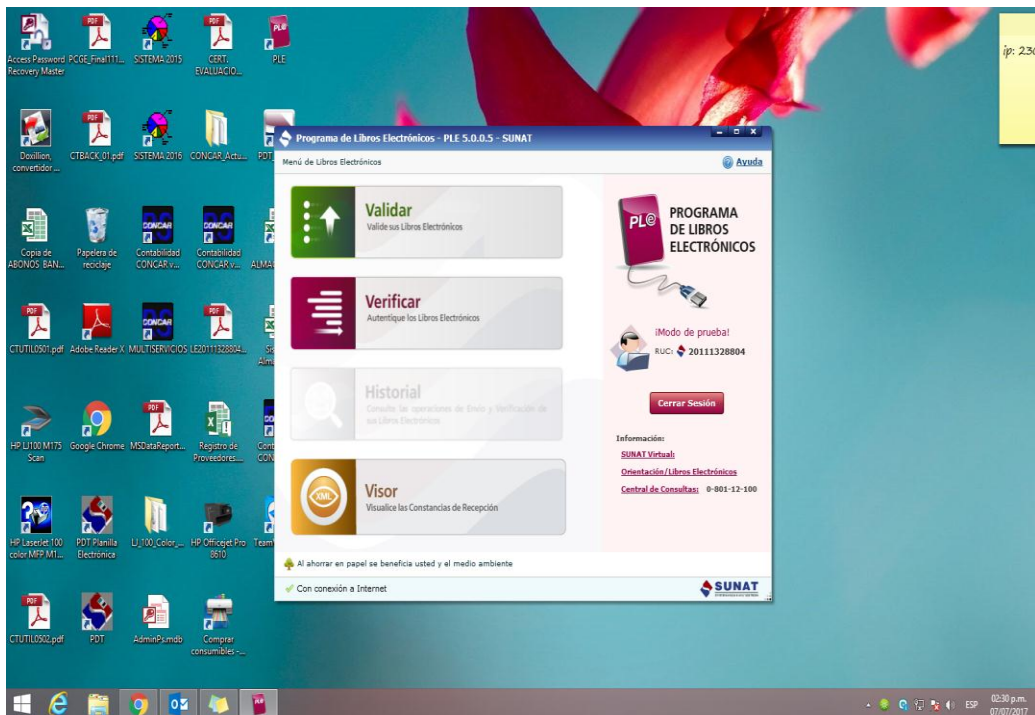 Access Password
Recovery Master
PCGE_Final111...
SISTEMA 2015
CERT.
EVALUACIO...
PLE
ip: 230
Doxillion,
convertidor ...
CTBACK_01.pdf
SISTEMA 2016
CONCAR_Actu...
PDT
Copia de
ABONOS BAN...
Papelera de
reciclaje
Contabilidad
CONCAR v...
Contabilidad
CONCAR v...
CTUTIL0501.pdf
Adobe Reader X
MULTISERVICIOS
LE20111328804...
HP LJ100 M175
Scan
Google Chrome
MSDataReport...
Registro de
Proveedores...
HP LaserJet 100
color MFP M1...
PDT Planilla
Electrónica
LJ_100_Color_...
HP Officejet Pro
8610
CTUTIL0502.pdf
PDT
AdminPs.mdb
Comprar
consumibles -...
Programa de Libros Electrónicos - PLE 5.0.0.5 - SUNAT
Menú de Libros Electrónicos
Ayuda
Validar
Valide sus Libros Electrónicos
Verificar
Autentique los Libros Electrónicos
Historial
Consulte las operaciones de Envío y Verificación de
sus Libros Electrónicos
XML
Visor
Visualice las Constancias de Recepción
PL@
PROGRAMA
DE LIBROS
ELECTRÓNICOS
¡Modo de prueba!
RUC: 20111328804
Cerrar Sesión
Información:
SUNAT Virtual:
Orientación/Libros Electrónicos
Central de Consultas: 0-801-12-100
Al ahorrar en papel se beneficia usted y el medio ambiente
Con conexión a Internet
SUNAT
ESP
02:30 p.m.
07/07/2017